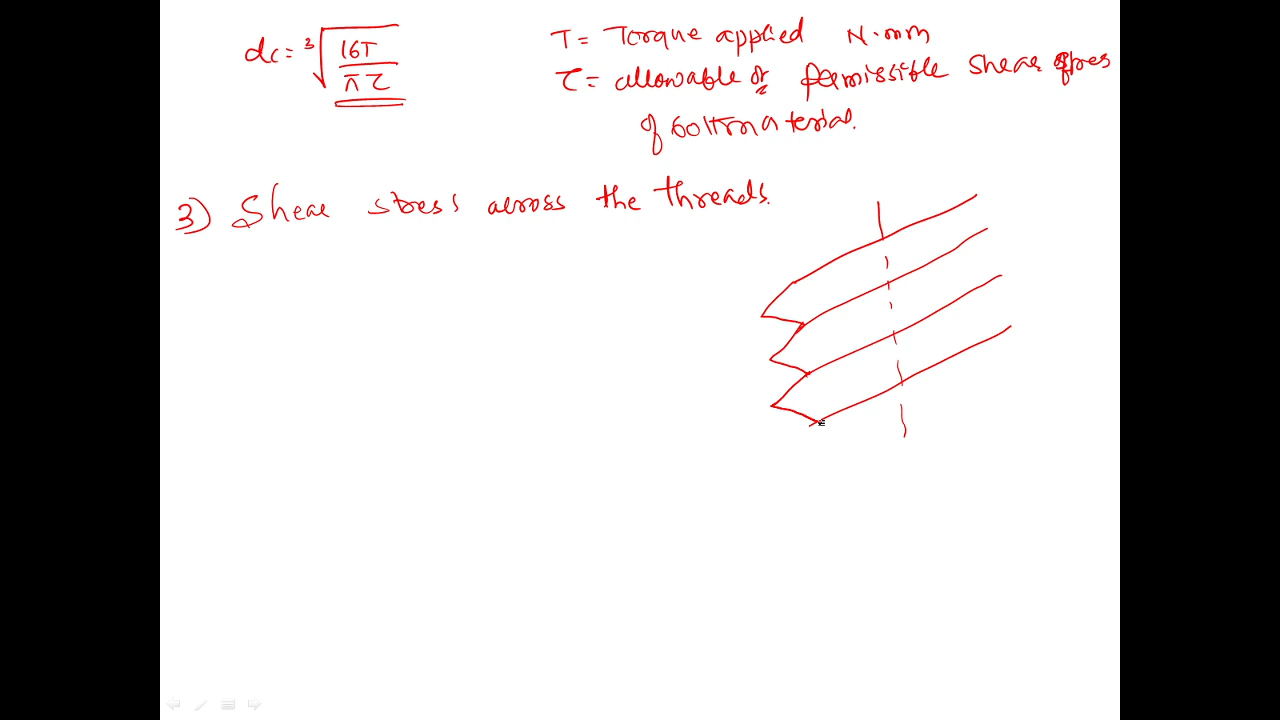 dc = ∛(16T / πτ)
T = Torque applied N.mm
τ = allowable or permissible shear stress
of bolt material.
3) Shear stress across the threads.